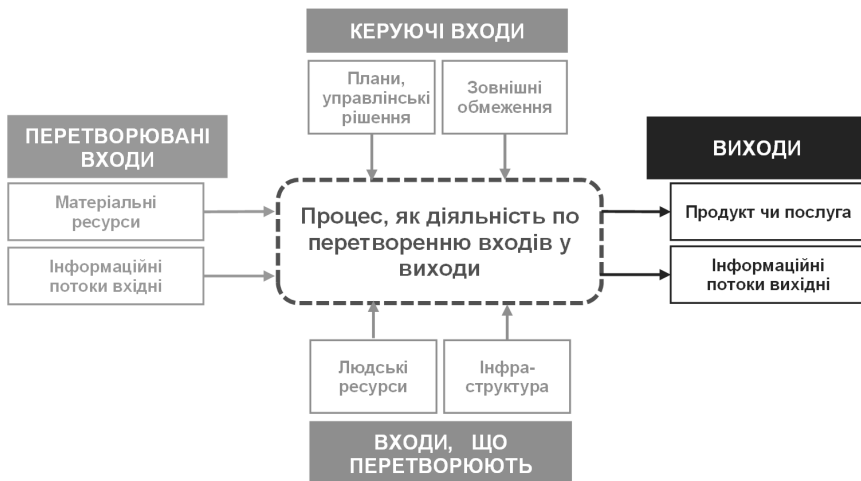 КЕРУЮЧІ ВХОДИ
Плани,
управлінські
рішення
Зовнішні
обмеження
ПЕРЕТВОРЮВАНІ
ВХОДИ
Матеріальні
ресурси
Інформаційні
потоки вхідні
Процес, як діяльність по
перетворенню входів у
виходи
ВИХОДИ
Продукт чи послуга
Інформаційні
потоки вихідні
Людські
ресурси
Інфра-
структура
ВХОДИ, ЩО
ПЕРЕТВОРЮЮТЬ